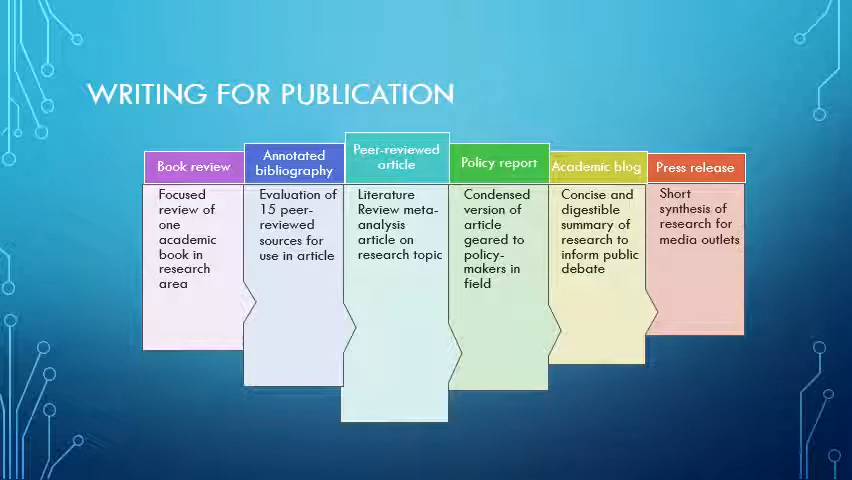 WRITING FOR PUBLICATION
Book review
Focused
review of
one
academic
book in
research
area
Annotated
bibliography
Evaluation of
15 peer-
reviewed
sources for
use in article
Peer-reviewed
article
Literature
Review meta-
analysis
article on
research topic
Policy report
Condensed
version of
article
geared to
policy-
makers in
field
Academic blog
Concise and
digestible
summary of
research to
inform public
debate
Press release
Short
synthesis of
research for
media outlets